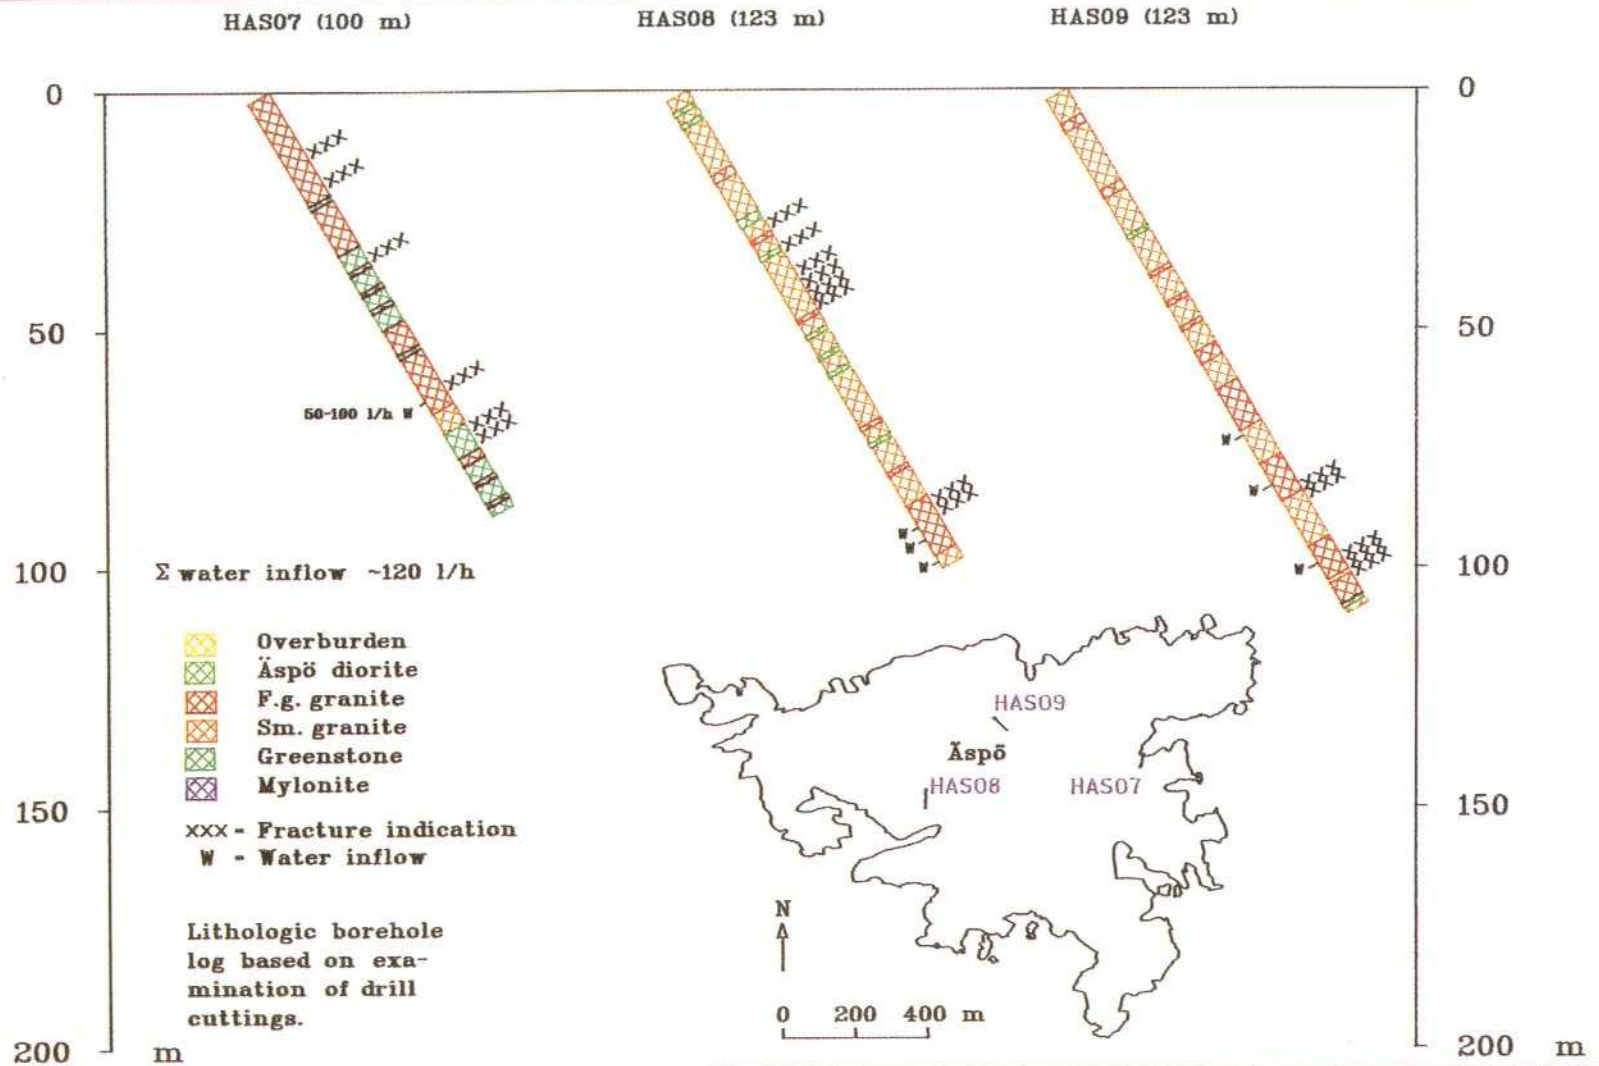 HAS07 (100 m)
HAS08 (123 m)
HAS09 (123 m)
0
0
50
50
50-100 l/h W
W
W
W
W
W
W
100
100
Σ water inflow ~120 l/h
Overburden
Äspö diorite
F.g. granite
Sm. granite
Greenstone
Mylonite
xxx - Fracture indication
W - Water inflow
HAS09
Äspö
HAS08
HAS07
150
150
N
0 200 400 m
Lithologic borehole
log based on exa-
mination of drill
cuttings.
200 m
200 m